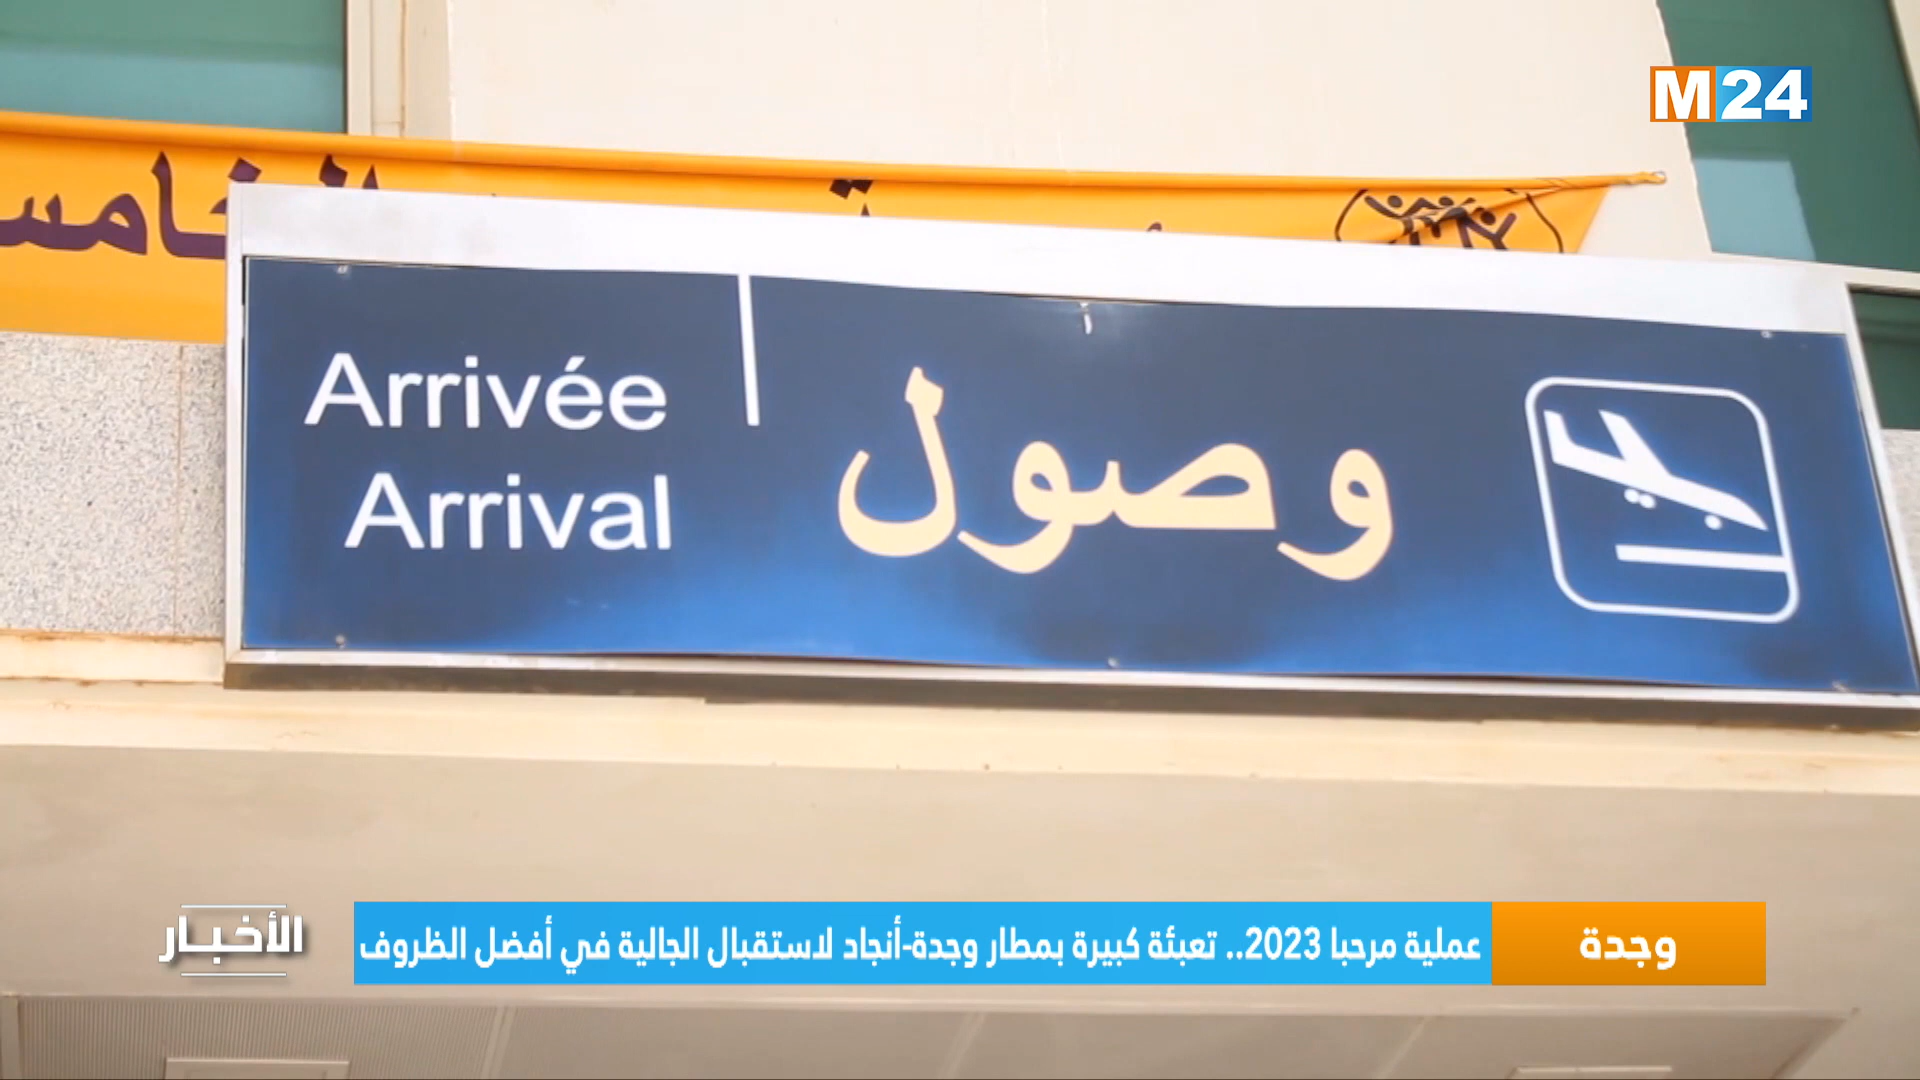 M24
الخامس
Arrivée
Arrival
وصول
وجدة
عملية مرحبا 2023.. تعبئة كبيرة بمطار وجدة-أنجاد لاستقبال الجالية في أفضل الظروف
الأخبار